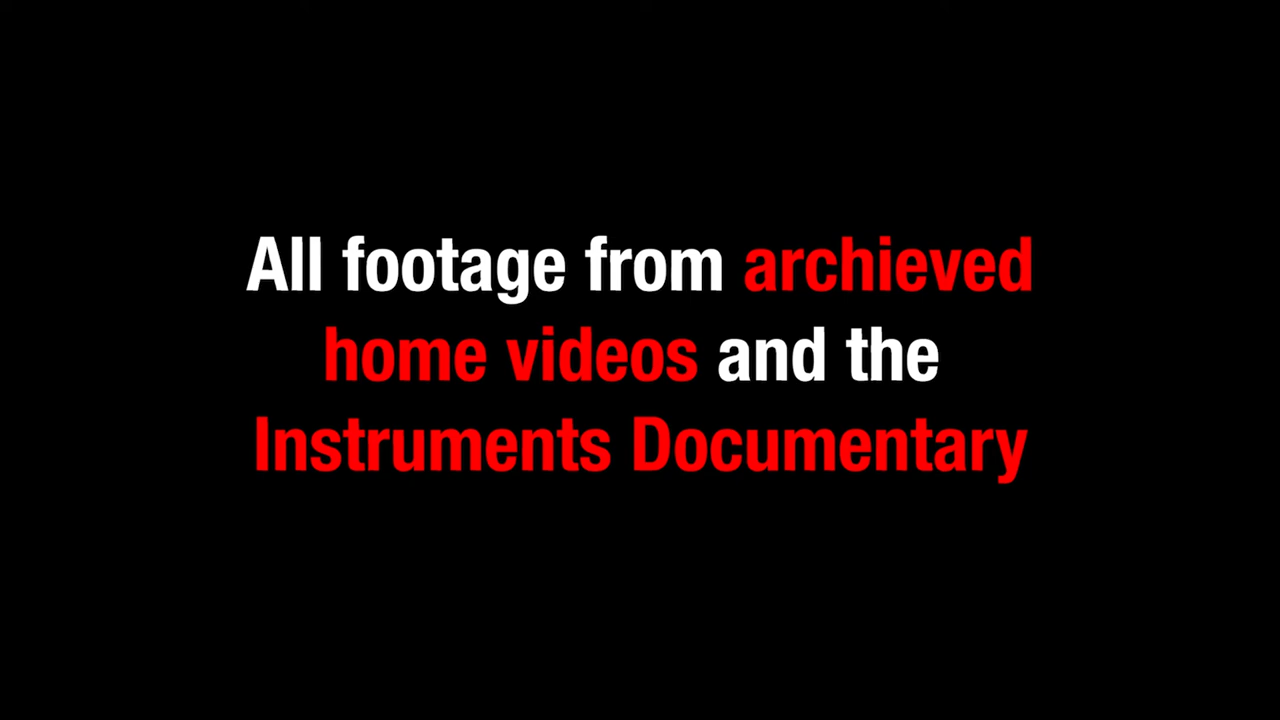 All footage from archieved
home videos and the
Instruments Documentary